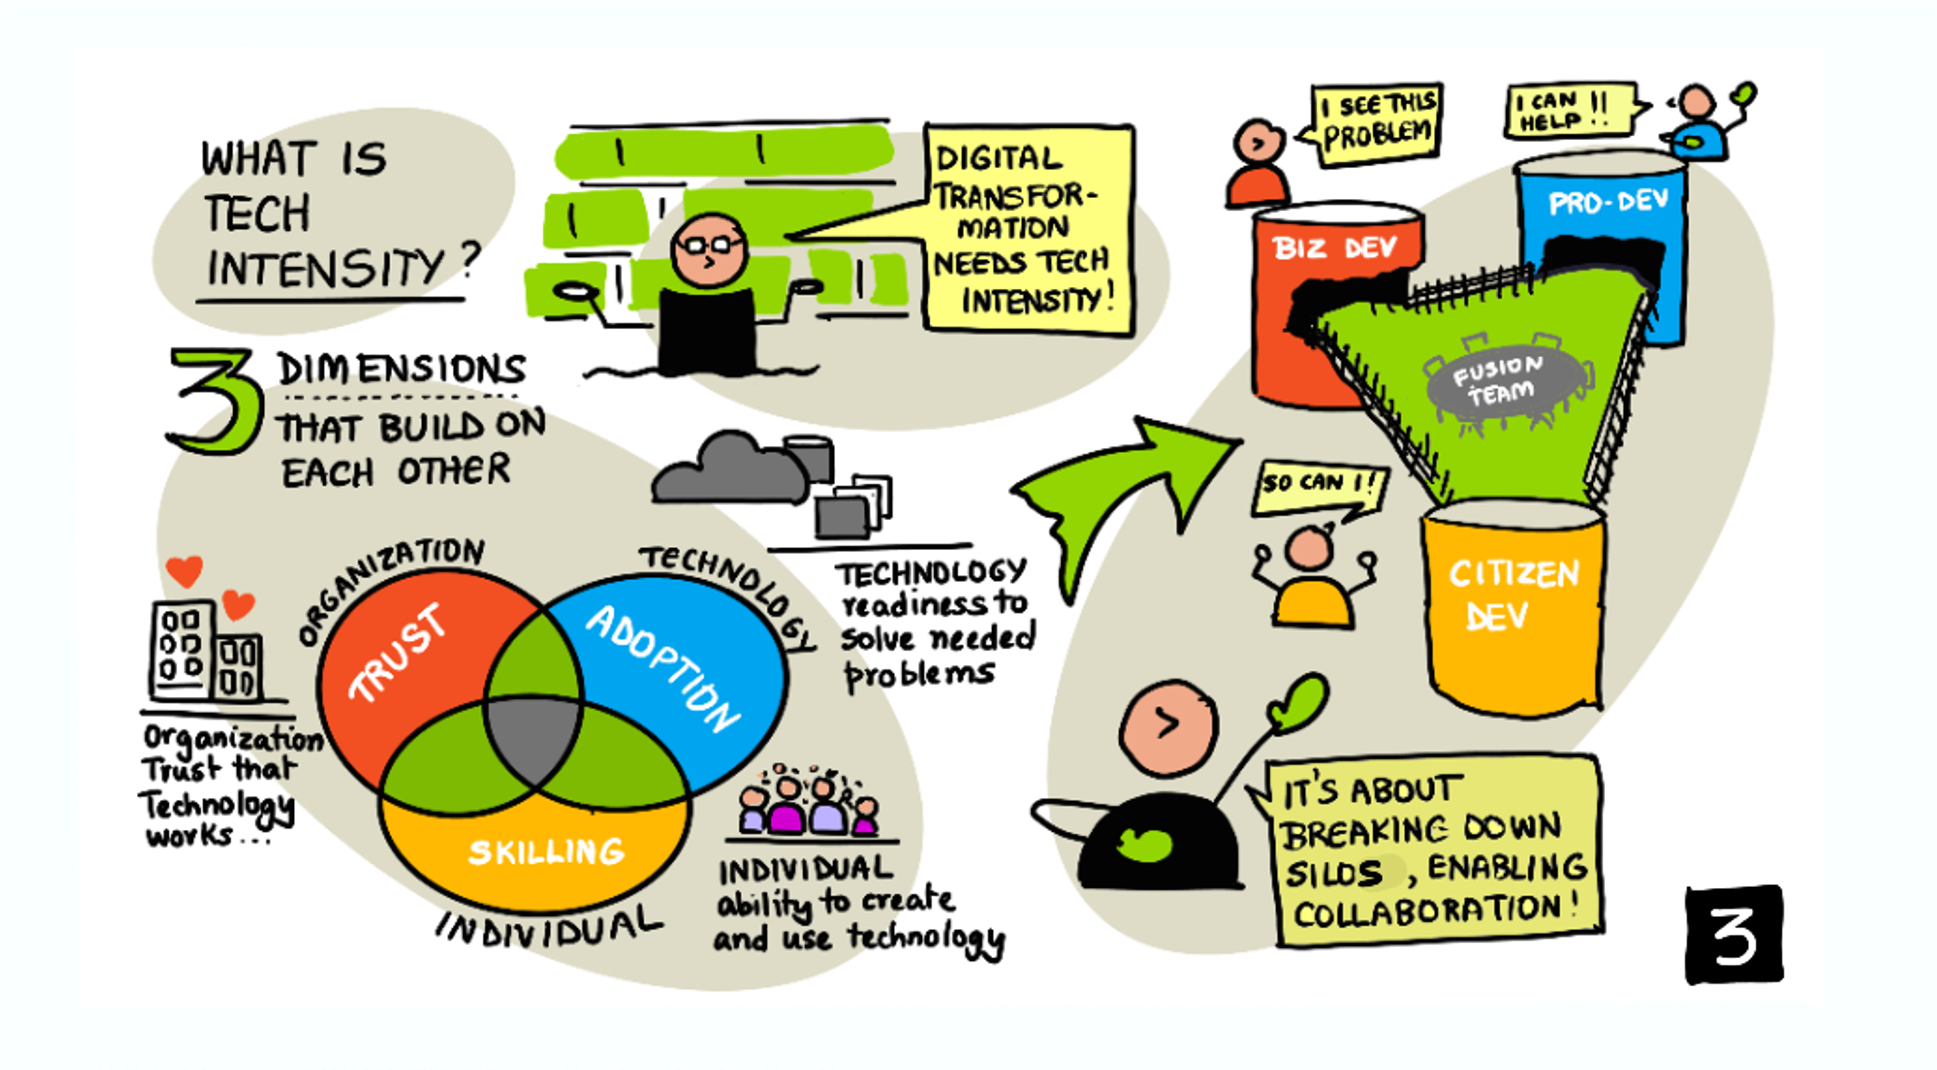 WHAT IS
TECH
INTENSITY?
DIGITAL
TRANSFOR-
MATION
NEEDS TECH
INTENSITY!
3 DIMENSIONS
THAT BUILD ON
EACH OTHER
ORGANIZATION
TRUST
TECHNOLOGY
ADOPTION
SKILLING
INDIVIDUAL
Organization
Trust that
Technology
works...
TECHNOLOGY
readiness to
solve needed
problems
INDIVIDUAL
ability to create
and use technology
I SEE THIS
PROBLEM
I CAN !!
HELP
BIZ DEV
PRO-DEV
FUSION
TEAM
SO CAN I!
CITIZEN
DEV
IT'S ABOUT
BREAKING DOWN
SILOS, ENABLING
COLLABORATION!
3